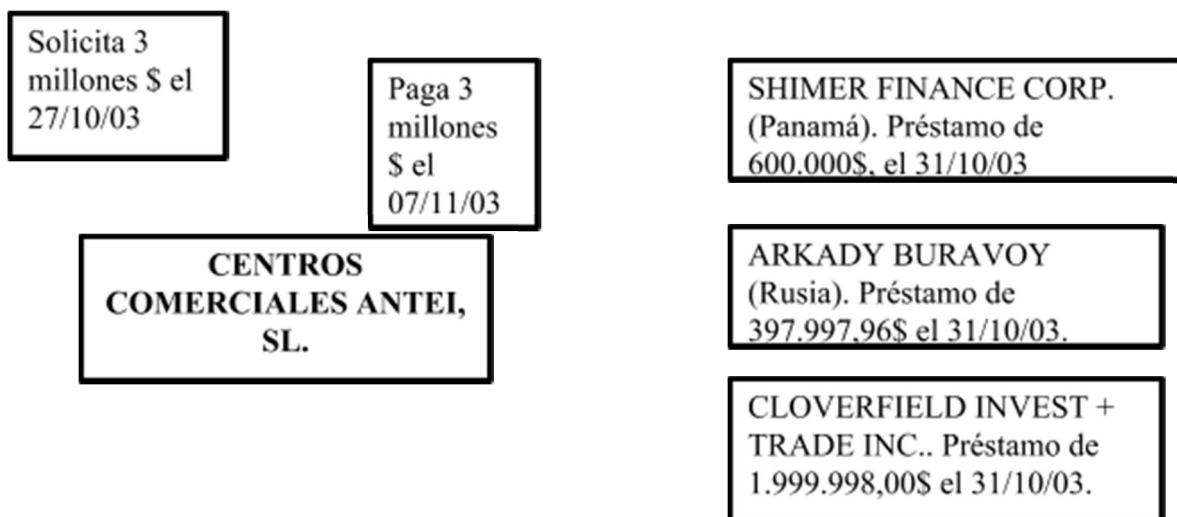 Solicita 3
millones $ el
27/10/03
Paga 3
millones
$ el
07/11/03
CENTROS
COMERCIALES ANTEI,
SL.
SHIMER FINANCE CORP.
(Panamá). Préstamo de
600.000$, el 31/10/03
ARKADY BURAVOY
(Rusia). Préstamo de
397.997,96$ el 31/10/03.
CLOVERFIELD INVEST +
TRADE INC.. Préstamo de
1.999.998,00$ el 31/10/03.